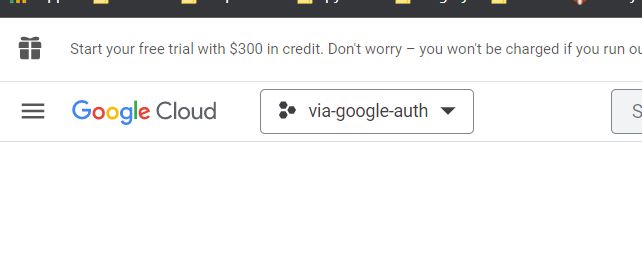 Start your free trial with $300 in credit. Don't worry – you won't be charged if you run
Google Cloud
via-google-auth